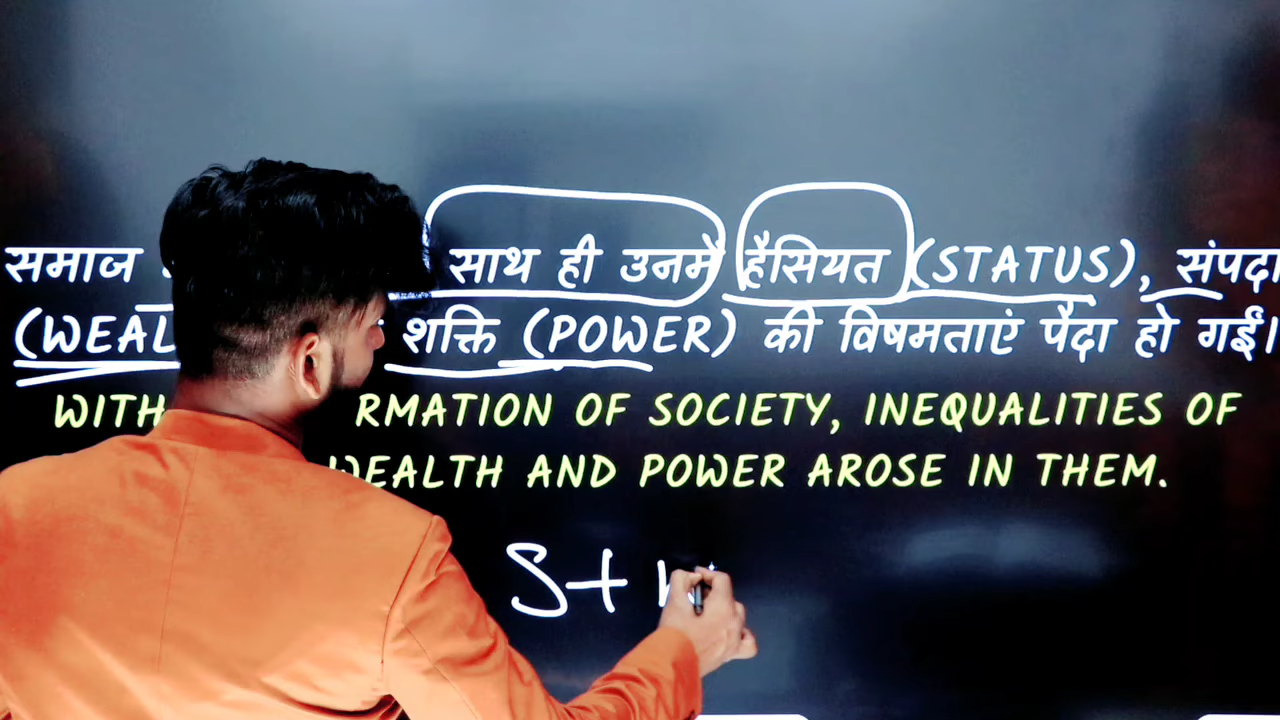 समाज साथ ही उनमें हैसियत (STATUS), संपदा
(WEAL शक्ति (POWER) की विषमताएं पैदा हो गईं।
WITH RMATION OF SOCIETY, INEQUALITIES OF
WEALTH AND POWER AROSE IN THEM.
S+